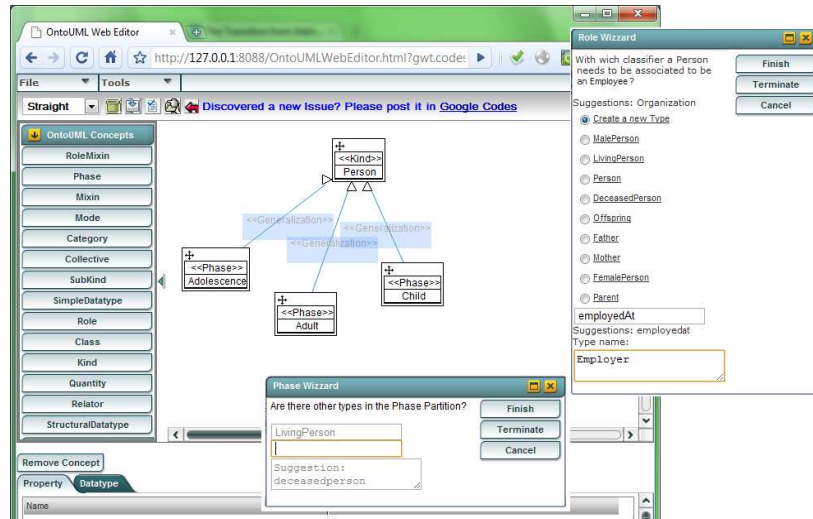 OntoUML Web Editor
http://127.0.0.1:8088/OntoUMLWebEditor.html?gwt.code
File
Tools
Straight
Discovered a new Issue? Please post it in Google Codes
OntoUML Concepts
RoleMixin
Phase
Mixin
Mode
Category
Collective
SubKind
SimpleDatatype
Role
Class
Kind
Quantity
Relator
StructuralDatatype
<<Kind>>
Person
<<Generalization>>
<<Generalization>>
<<Generalization>>
<<Phase>>
Adolescence
<<Phase>>
Child
<<Phase>>
Adult
Remove Concept
Property
Datatype
Name
Phase Wizzard
Are there other types in the Phase Partition?
LivingPerson
Suggestion:
deceasedperson
Finish
Terminate
Cancel
Role Wizzard
With wich classifier a Person
needs to be associated to be
an Employee?
Suggestions: Organization
Create a new Type
MalePerson
LivingPerson
Person
DeceasedPerson
Offspring
Father
Mother
FemalePerson
Parent
employedAt
Suggestions: employedat
Type name:
Employer
Finish
Terminate
Cancel